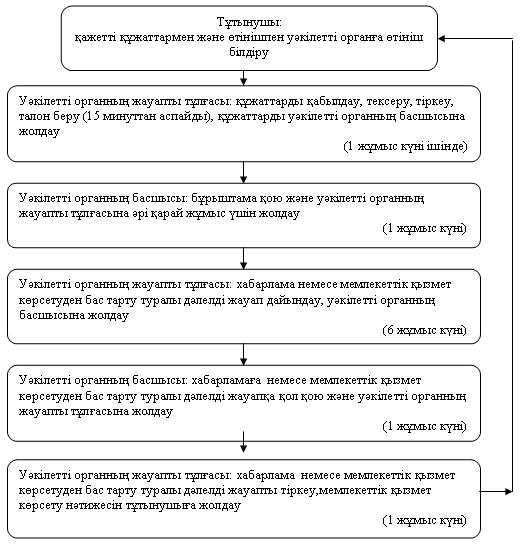 Тұтынушы:
қажетті құжаттармен және өтінішпен уәкілетті органға өтініш
білдіру
Уәкілетті органның жауапты тұлғасы: құжаттарды қабылдау, тексеру, тіркеу,
талон беру (15 минуттан аспайды), құжаттарды уәкілетті органның басшысына
жолдау
(1 жұмыс күні ішінде)
Уәкілетті органның басшысы: бұрыштама қою және уәкілетті органның
жауапты тұлғасына әрі қарай жұмыс үшін жолдау
(1 жұмыс күні)
Уәкілетті органның жауапты тұлғасы: хабарлама немесе мемлекеттік қызмет
көрсетуден бас тарту туралы дәлелді жауап дайындау, уәкілетті органның
басшысына жолдау
(6 жұмыс күні)
Уәкілетті органның басшысы: хабарламаға немесе мемлекеттік қызмет
көрсетуден бас тарту туралы дәлелді жауапқа қол қою және уәкілетті органның
жауапты тұлғасына жолдау
(1 жұмыс күні)
Уәкілетті органның жауапты тұлғасы: хабарлама немесе мемлекеттік қызмет
көрсетуден бас тарту туралы дәлелді жауапты тіркеу,мемлекеттік қызмет
көрсету нәтижесін тұтынушыға жолдау
(1 жұмыс күні)